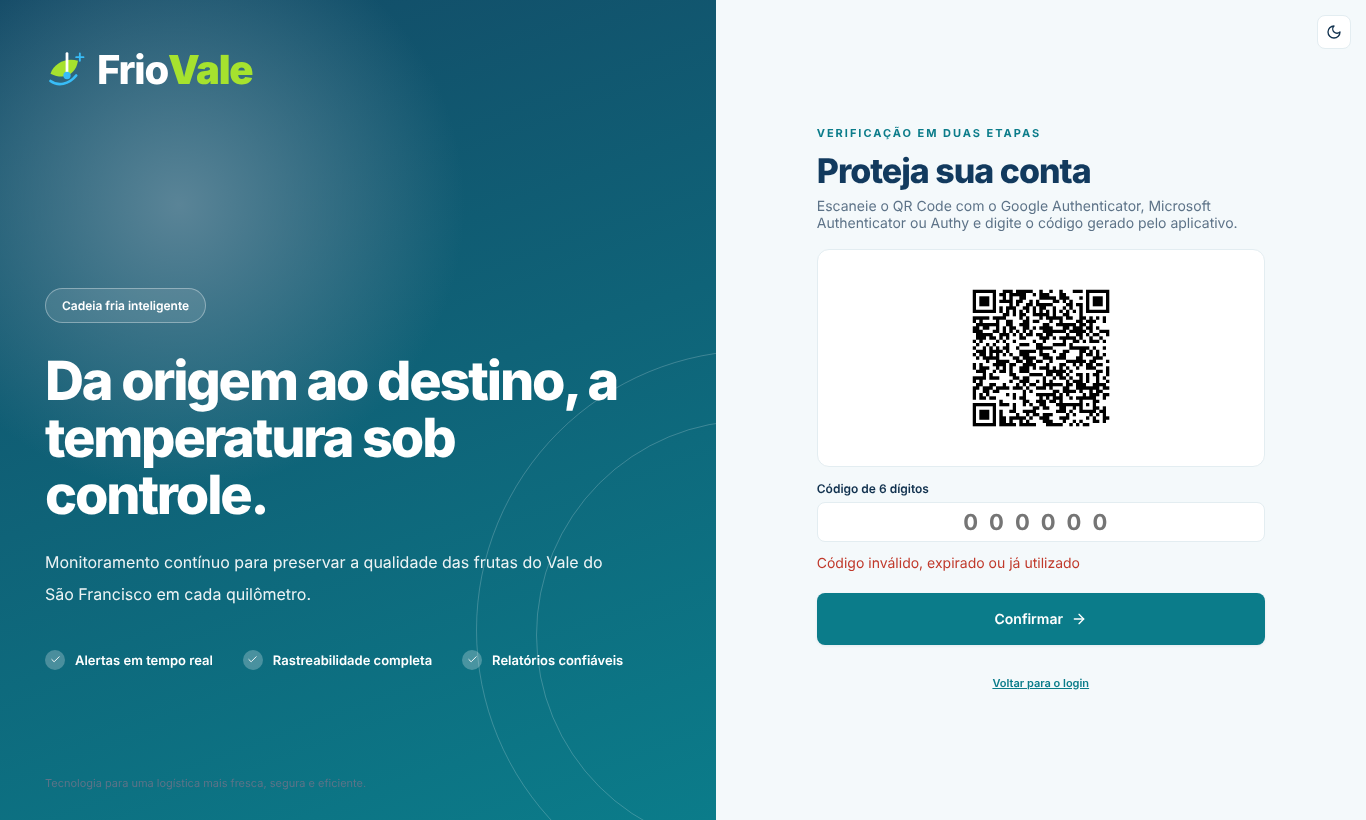 FrioVale
Cadeia fria inteligente
Da origem ao destino, a
temperatura sob
controle.
Monitoramento contínuo para preservar a qualidade das frutas do Vale do
São Francisco em cada quilômetro.
Alertas em tempo real
Rastreabilidade completa
Relatórios confiáveis
Tecnologia para uma logística mais fresca, segura e eficiente.
VERIFICAÇÃO EM DUAS ETAPAS
Proteja sua conta
Escaneie o QR Code com o Google Authenticator, Microsoft
Authenticator ou Authy e digite o código gerado pelo aplicativo.
Código de 6 dígitos
000000
Código inválido, expirado ou já utilizado
Confirmar
Voltar para o login